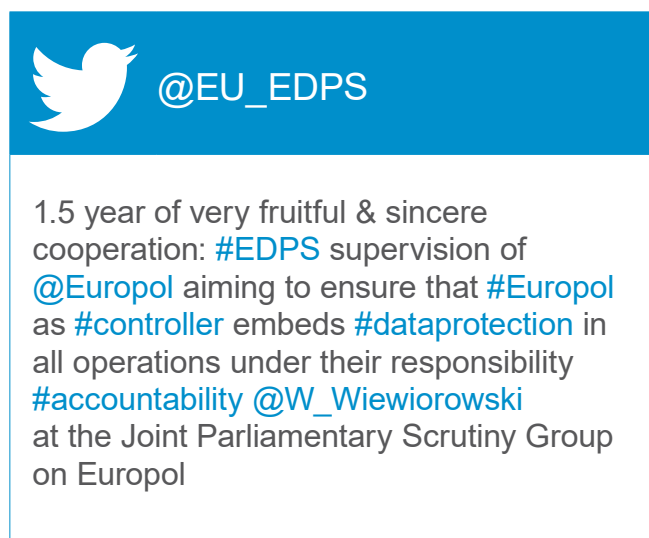 @EU_EDPS
1.5 year of very fruitful & sincere
cooperation: #EDPS supervision of
@Europol aiming to ensure that #Europol
as #controller embeds #dataprotection in
all operations under their responsibility
#accountability @W_Wiewiorowski
at the Joint Parliamentary Scrutiny Group
on Europol